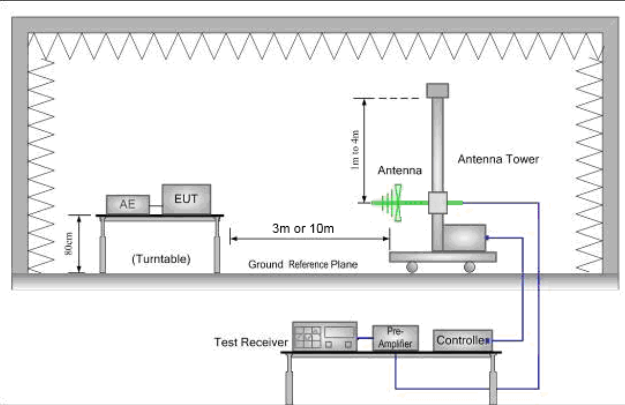 1m to 4m
Antenna
Antenna Tower
AE
EUT
3m or 10m
80cm
(Turntable)
Ground Reference Plane
Test Receiver
Pre-
Amplifier
Controller